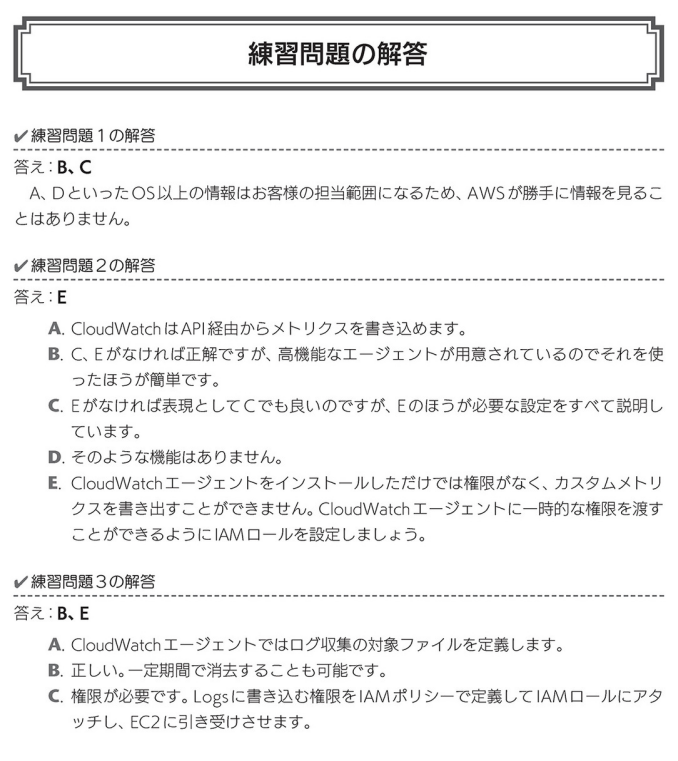 練習問題の解答
✔練習問題1の解答
答え：B、C
A、DといったOS以上の情報はお客様の担当範囲になるため、AWSが勝手に情報を見るこ
とはありません。
✔練習問題2の解答
答え：E
A. CloudWatchはAPI経由からメトリクスを書き込めます。
B. C、Eがなければ正解ですが、高機能なエージェントが用意されているのでそれを使
ったほうが簡単です。
C. Eがなければ表現としてCでも良いのですが、Eのほうが必要な設定をすべて説明し
ています。
D. そのような機能はありません。
E. CloudWatchエージェントをインストールしただけでは権限がなく、カスタムメトリ
クスを書き出すことができません。CloudWatchエージェントに一時的な権限を渡す
ことができるようにIAMロールを設定しましょう。
✔練習問題3の解答
答え：B、E
A. CloudWatchエージェントではログ収集の対象ファイルを定義します。
B. 正しい。一定期間で消去することも可能です。
C. 権限が必要です。Logsに書き込む権限をIAMポリシーで定義してIAMロールにアタ
ッチし、EC2に引き受けさせます。